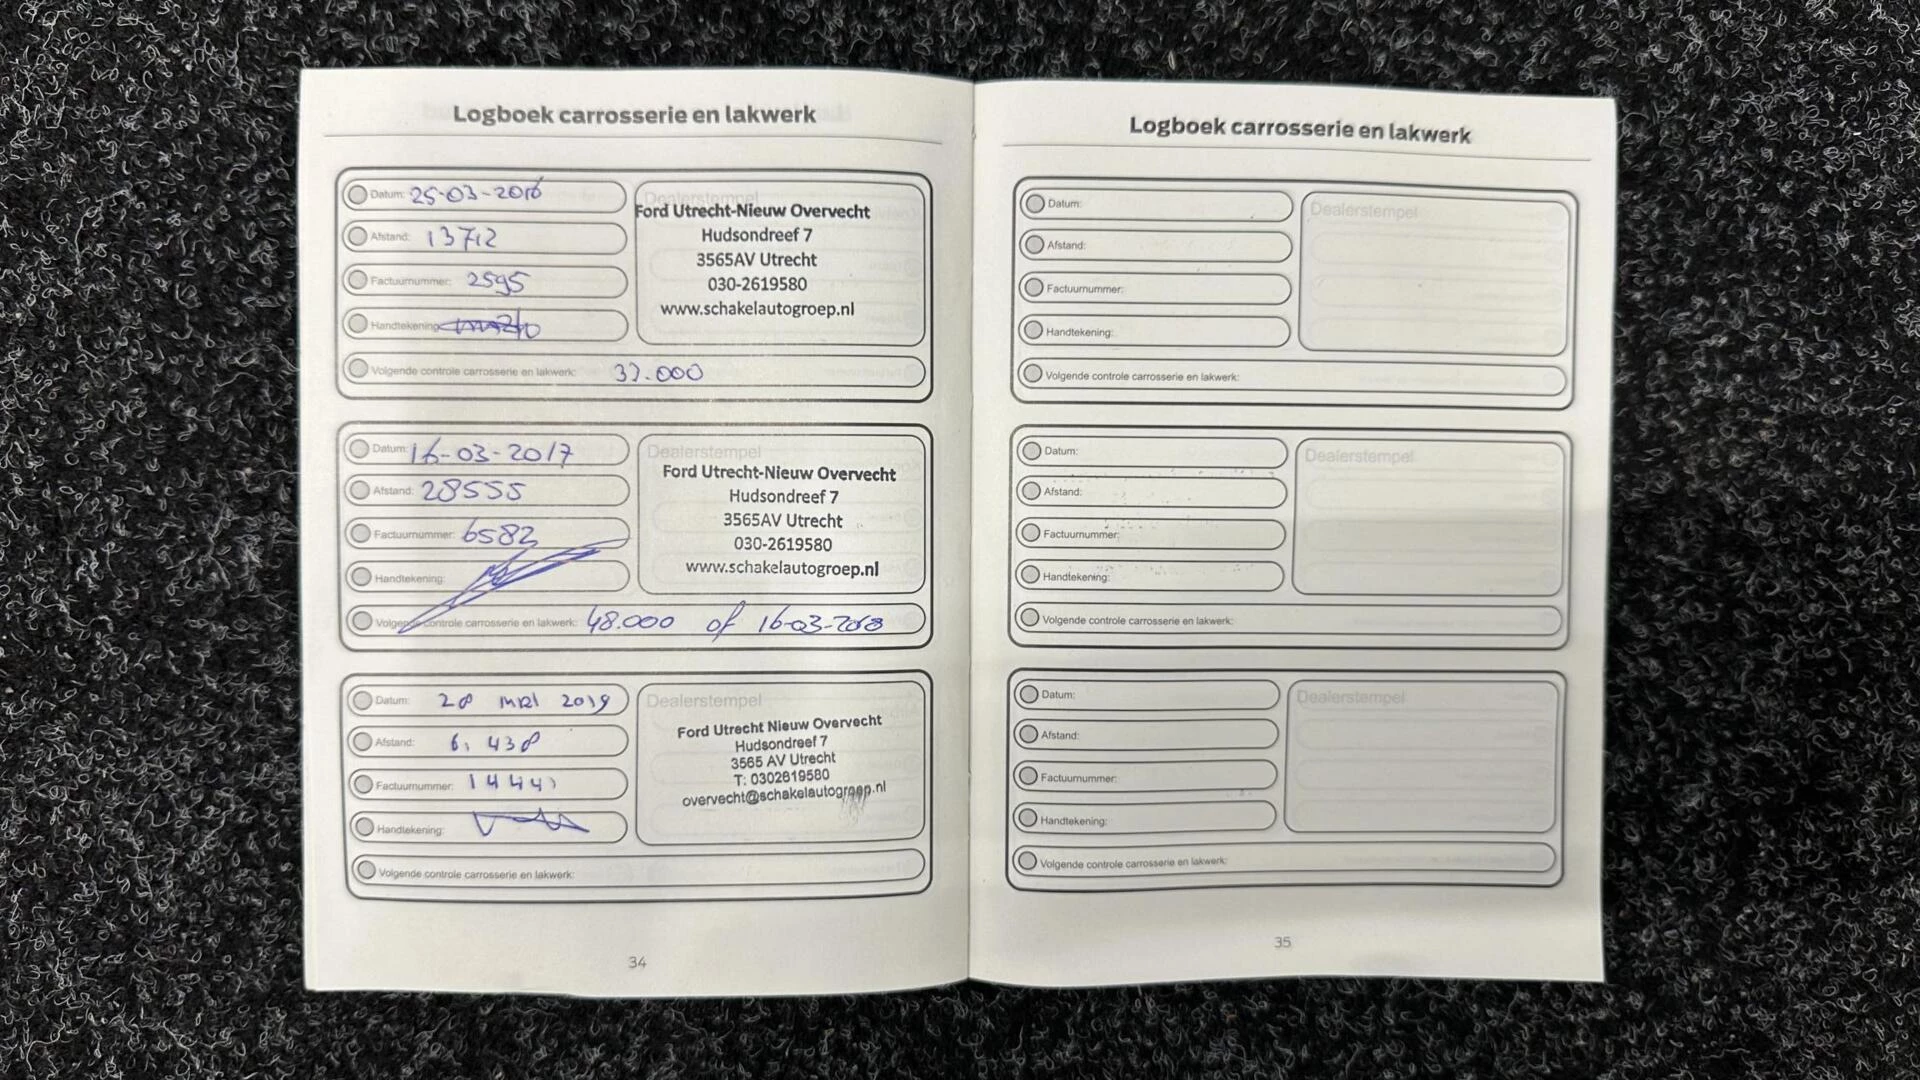 Logboek carrosserie en lakwerk
Datum: 25-03-2016
Afstand: 13712
Factuurnummer: 2595
Handtekening:
Volgende controle carrosserie en lakwerk: 33.000
Dealerstempel
Ford Utrecht-Nieuw Overvecht
Hudsondreef 7
3565AV Utrecht
030-2619580
www.schakelautogroep.nl
Datum: 16-03-2017
Afstand: 28555
Factuurnummer: 6582
Handtekening:
Volgende controle carrosserie en lakwerk: 48.000 of 16-03-2018
Dealerstempel
Ford Utrecht-Nieuw Overvecht
Hudsondreef 7
3565AV Utrecht
030-2619580
www.schakelautogroep.nl
Datum: 28 mei 2019
Afstand:
Factuurnummer:
Handtekening:
Volgende controle carrosserie en lakwerk:
Dealerstempel
Ford Utrecht Nieuw Overvecht
Hudsondreef 7
3565 AV Utrecht
T: 0302619580
overvecht@schakelautogroep.nl
34
Logboek carrosserie en lakwerk
Datum:
Afstand:
Factuurnummer:
Handtekening:
Volgende controle carrosserie en lakwerk:
Dealerstempel
Datum:
Afstand:
Factuurnummer:
Handtekening:
Volgende controle carrosserie en lakwerk:
Dealerstempel
Datum:
Afstand:
Factuurnummer:
Handtekening:
Volgende controle carrosserie en lakwerk:
Dealerstempel
35